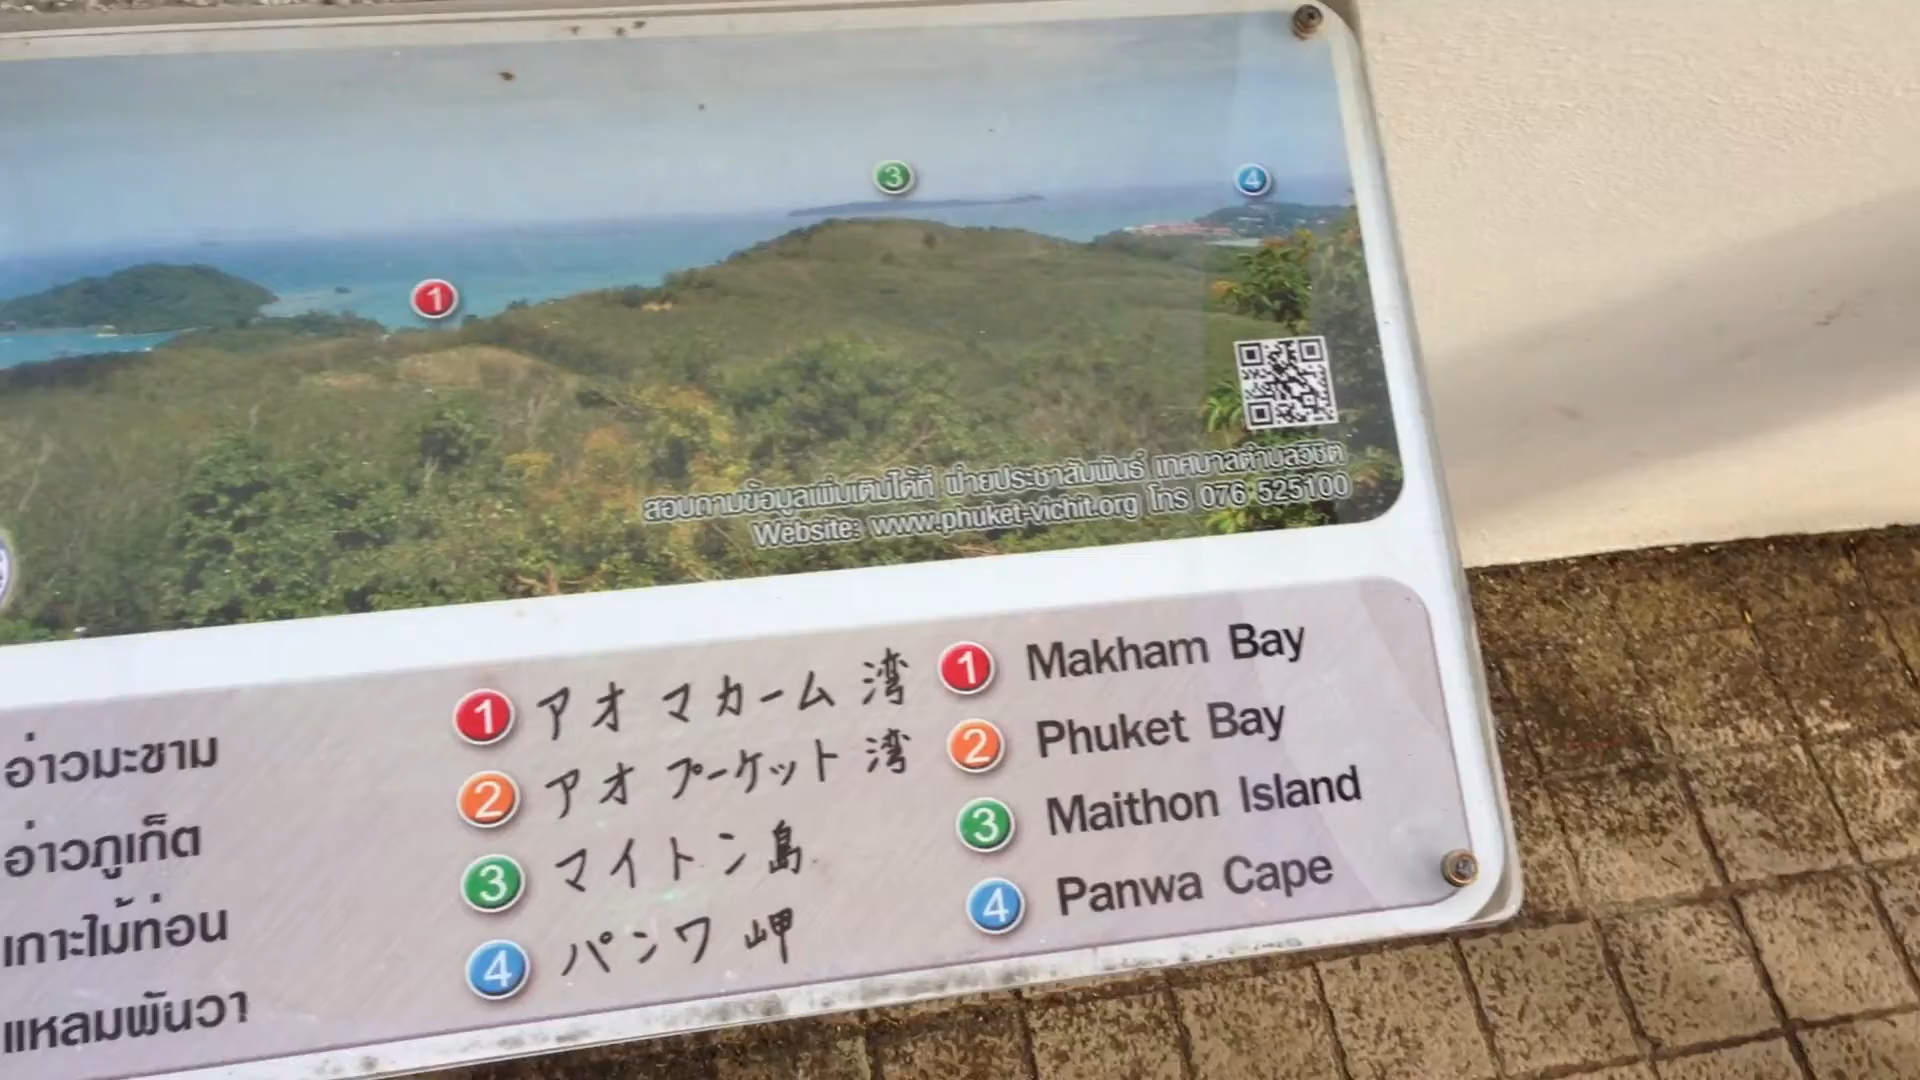 1
3
4
สอบถามข้อมูลเพิ่มเติมได้ที่ ฝ่ายประชาสัมพันธ์ เทศบาลตำบลวิชิต
Website: www.phuket-vichit.org โทร 076 525100
อ่าวมะขาม
อ่าวภูเก็ต
เกาะไม้ท่อน
แหลมพันวา
1 アオ マカーム 湾
2 アオ プーケット 湾
3 マイトン島
4 パンワ 岬
1 Makham Bay
2 Phuket Bay
3 Maithon Island
4 Panwa Cape